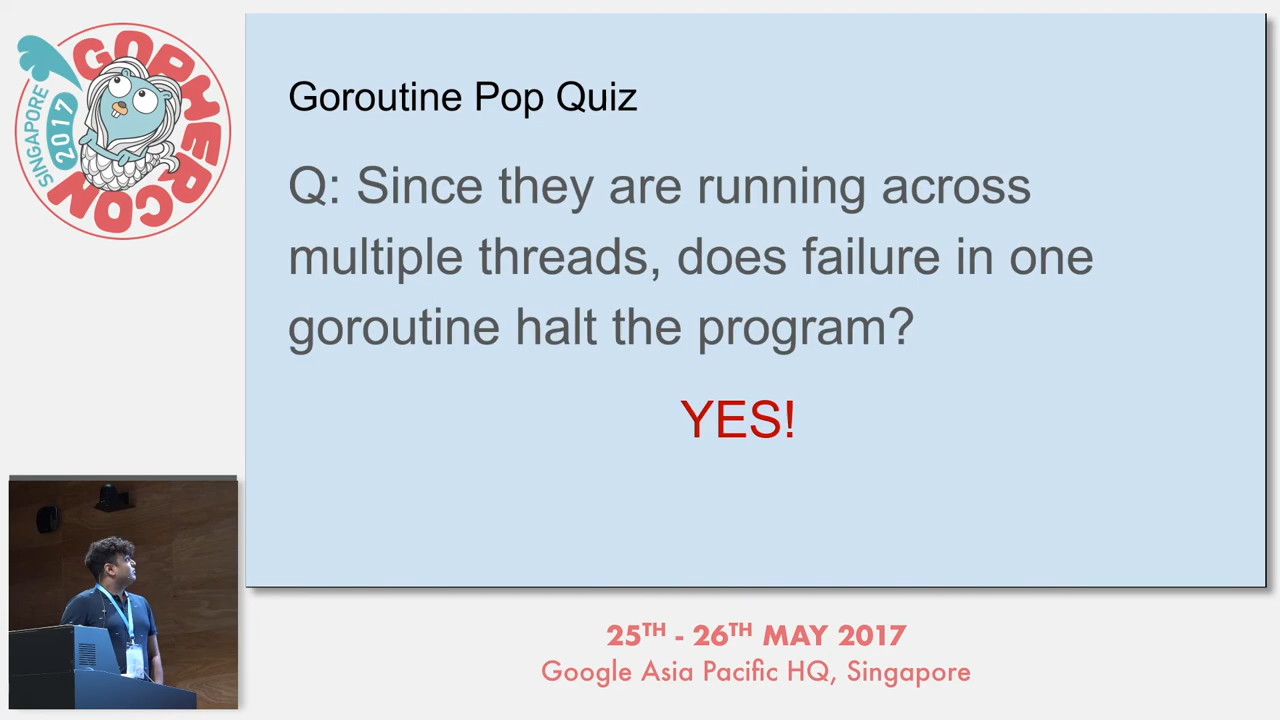 GOPHERCON
SINGAPORE
2017
Goroutine Pop Quiz
Q: Since they are running across
multiple threads, does failure in one
goroutine halt the program?
YES!
25TH - 26TH MAY 2017
Google Asia Pacific HQ, Singapore